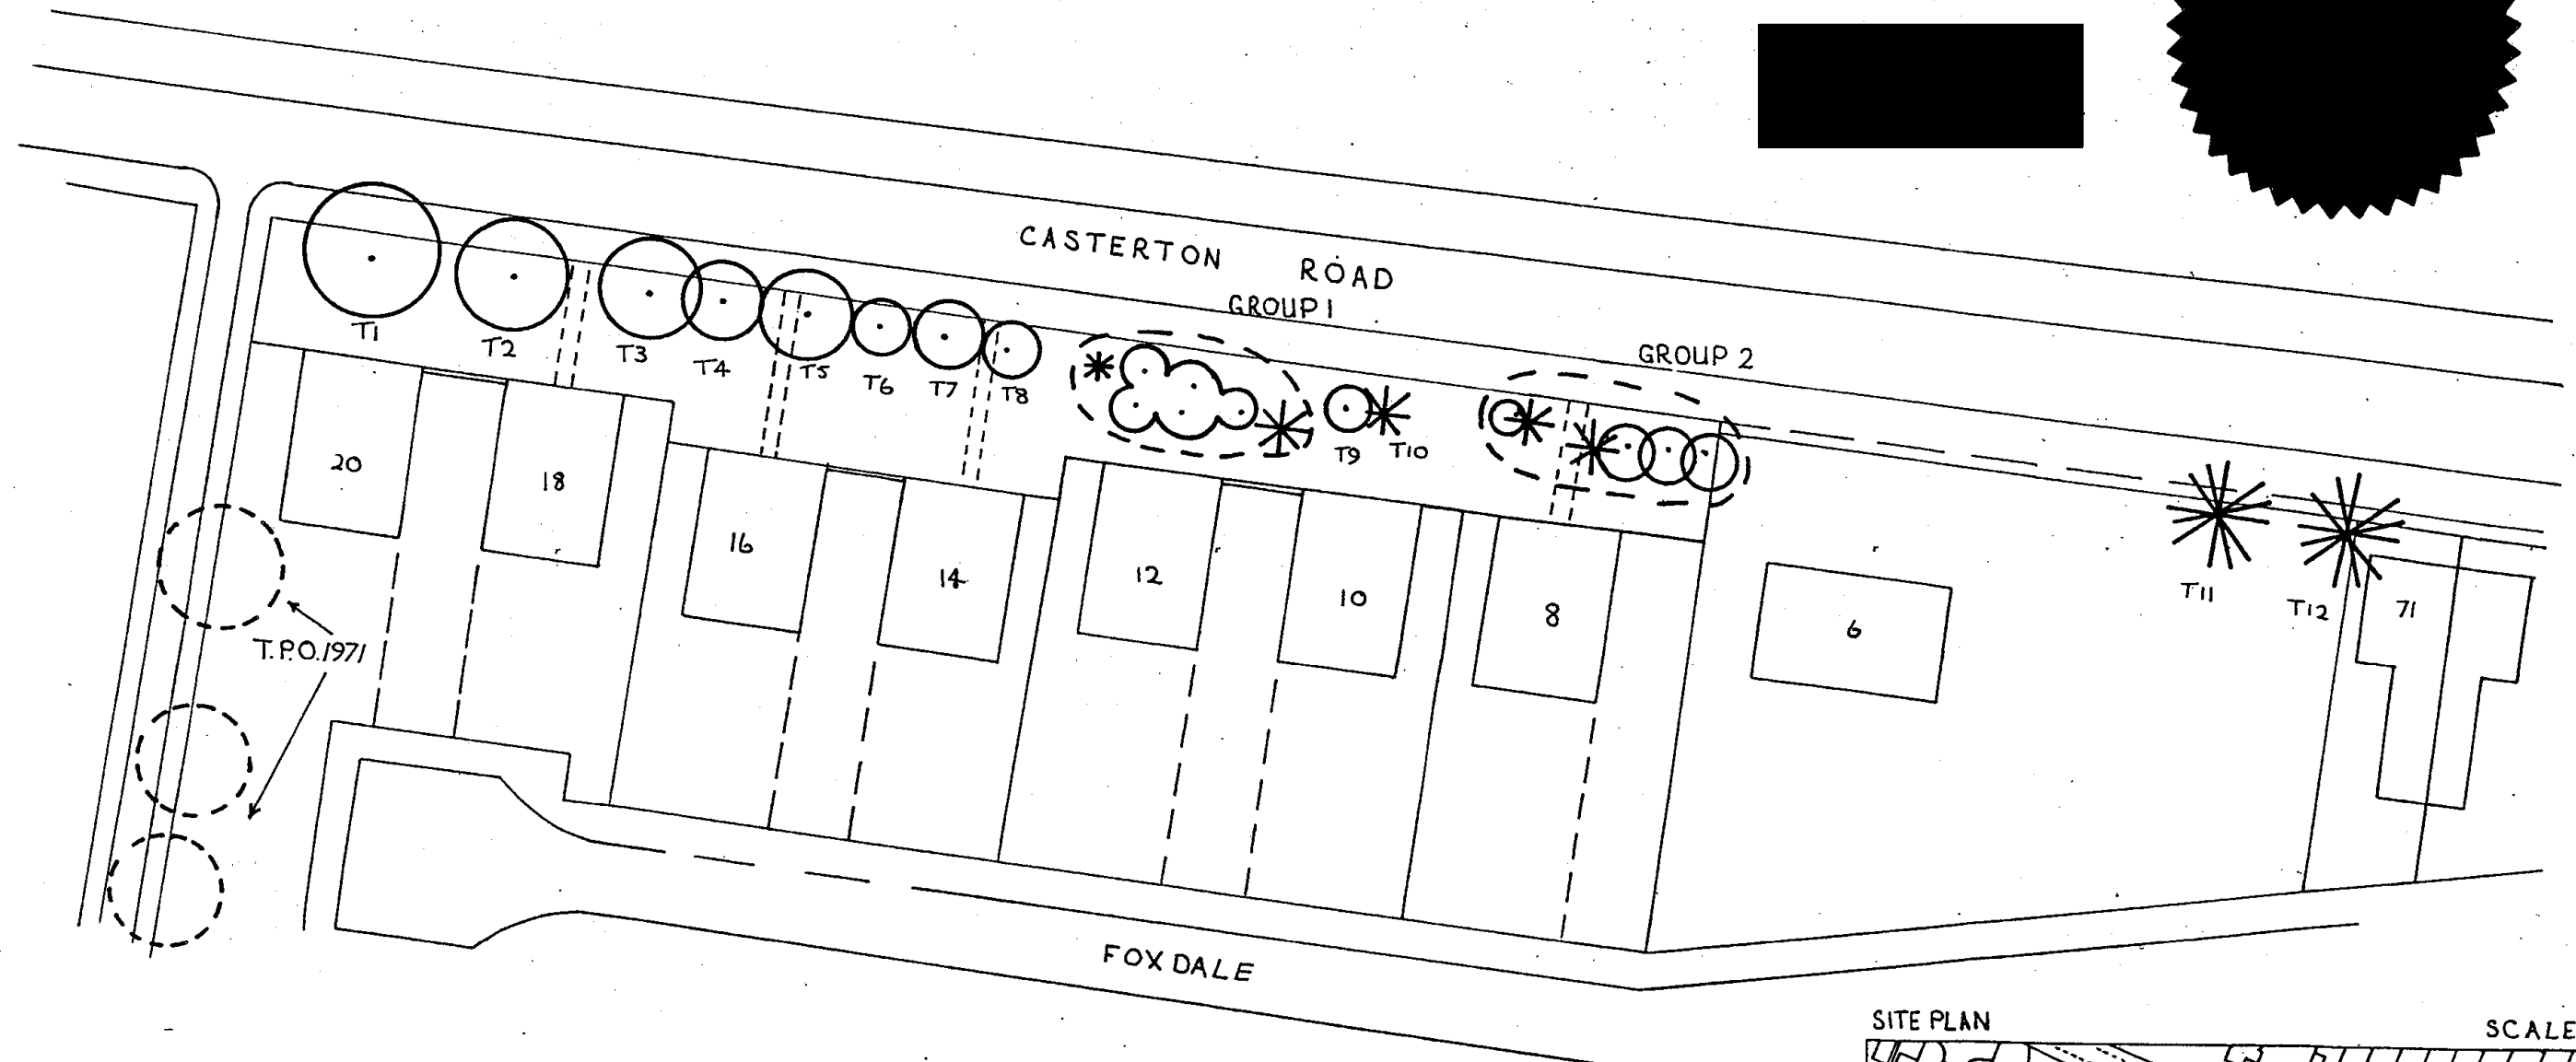 CASTERTON ROAD
GROUP 1
GROUP 2
T1
T2
T3
T4
T5
T6
T7
T8
T9
T10
T11
T12
20
18
16
14
12
10
8
6
71
T.P.O. 1971
FOXDALE
SITE PLAN
SCALE